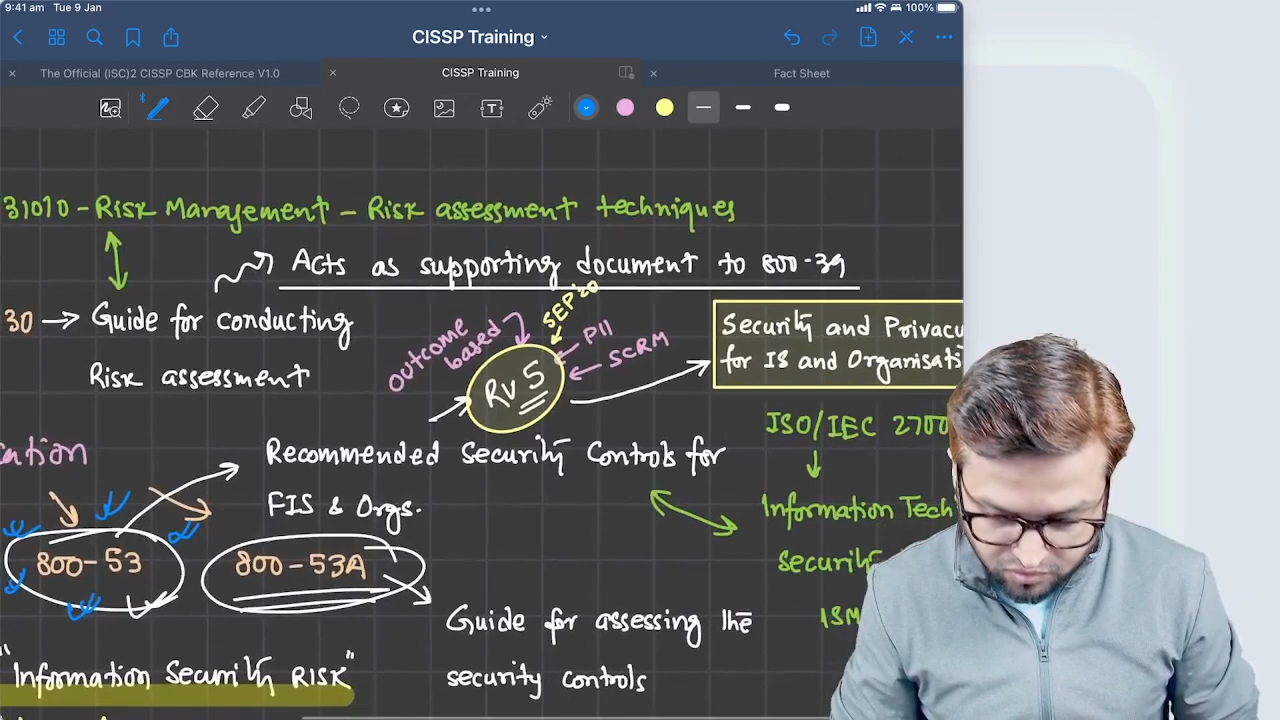 9:41 am Tue 9 Jan
100%
CISSP Training
The Official (ISC)2 CISSP CBK Reference V1.0
CISSP Training
Fact Sheet
31010 - Risk Management - Risk assessment techniques
Acts as supporting document to 800-39
30 → Guide for conducting
Risk assessment
outcome
based
SEP'20
PII
SCRM
RV 5
Security and Privacy
for IS and Organisati
ISO/IEC 2700
cation
Recommended Security Controls for
FIS & Orgs.
Information Tech
security
ISM
800-53
800-53A
Guide for assessing the
security controls
"Information Security RISK"